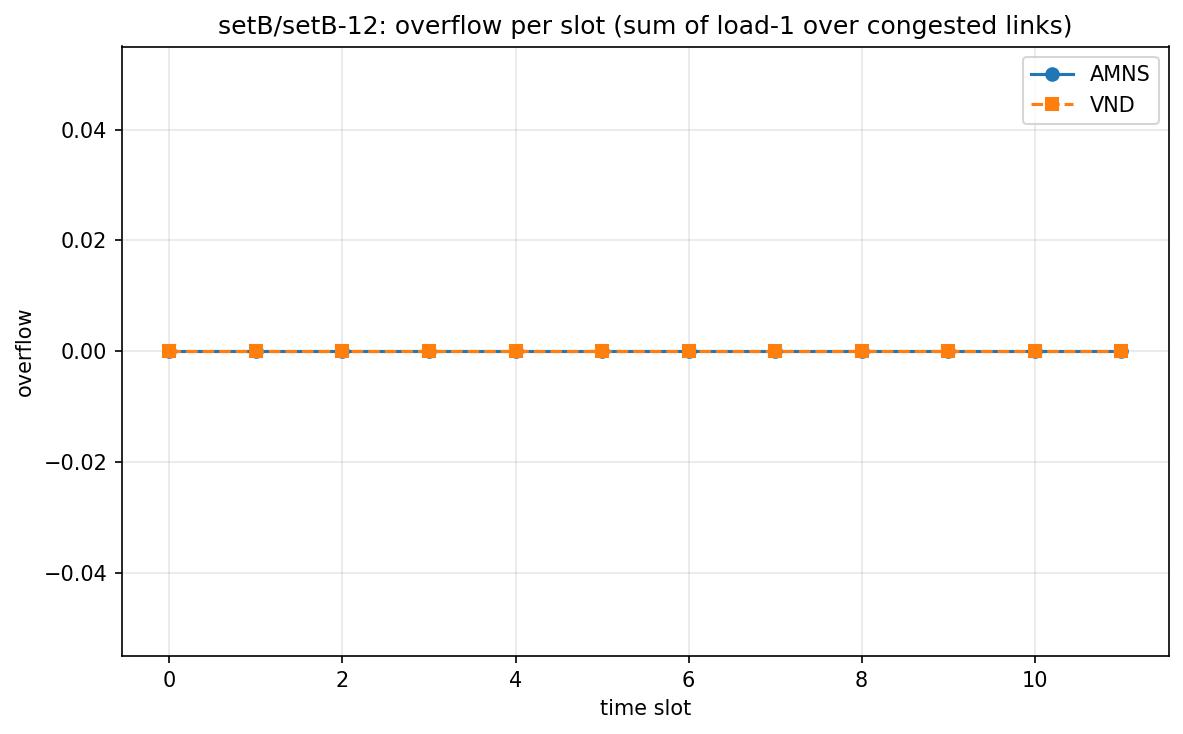 setB/setB-12: overflow per slot (sum of load-1 over congested links)
AMNS
VND
0.04
0.02
0.00
−0.02
−0.04
overflow
0 2 4 6 8 10
time slot